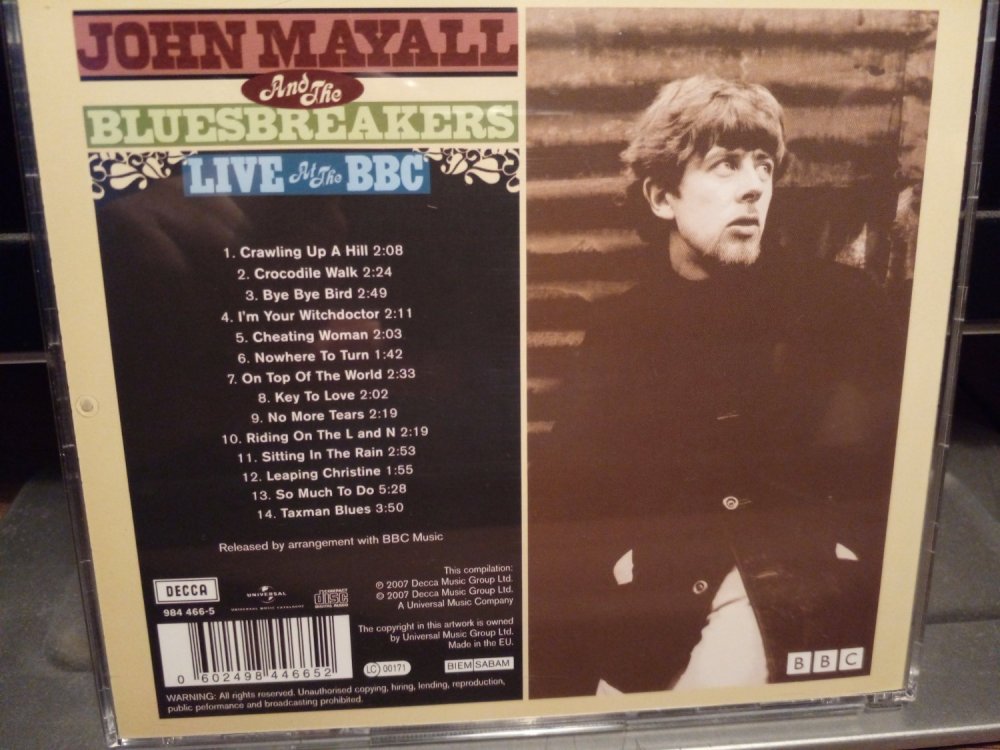 JOHN MAYALL
And The
BLUESBREAKERS
LIVE At The BBC
1. Crawling Up A Hill 2:08
2. Crocodile Walk 2:24
3. Bye Bye Bird 2:49
4. I'm Your Witchdoctor 2:11
5. Cheating Woman 2:03
6. Nowhere To Turn 1:42
7. On Top Of The World 2:33
8. Key To Love 2:02
9. No More Tears 2:19
10. Riding On The L and N 2:19
11. Sitting In The Rain 2:53
12. Leaping Christine 1:55
13. So Much To Do 5:28
14. Taxman Blues 3:50
Released by arrangement with BBC Music
DECCA
984 466-5
UNIVERSAL
UNIVERSAL MUSIC CATALOGUE
COMPACT
disc
DIGITAL AUDIO
This compilation:
℗ 2007 Decca Music Group Ltd.
© 2007 Decca Music Group Ltd.
A Universal Music Company
The copyright in this artwork is owned
by Universal Music Group Ltd.
Made in the EU.
0 602498 446652
LC 00171
BIEM SABAM
WARNING: All rights reserved. Unauthorised copying, hiring, lending, reproduction,
public peformance and broadcasting prohibited.
BBC